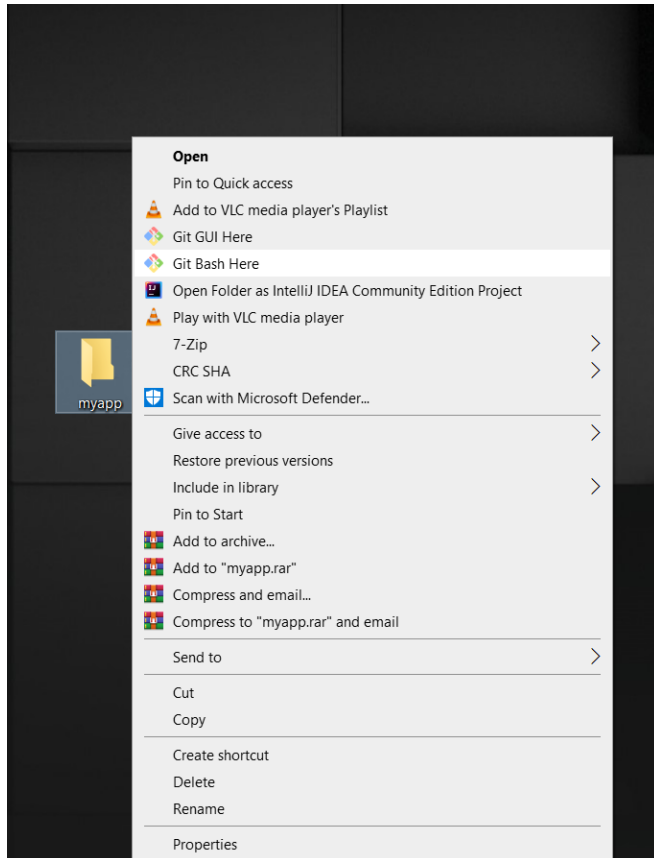 Open
Pin to Quick access
Add to VLC media player's Playlist
Git GUI Here
Git Bash Here
Open Folder as IntelliJ IDEA Community Edition Project
Play with VLC media player
7-Zip
CRC SHA
Scan with Microsoft Defender...
myapp
Give access to
Restore previous versions
Include in library
Pin to Start
Add to archive...
Add to "myapp.rar"
Compress and email...
Compress to "myapp.rar" and email
Send to
Cut
Copy
Create shortcut
Delete
Rename
Properties